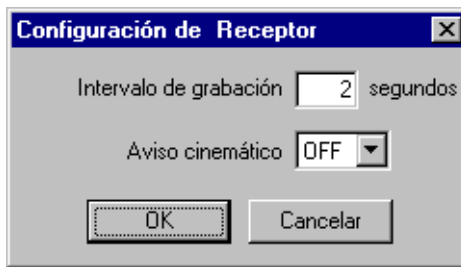 Configuración de Receptor
Intervalo de grabación 2 segundos
Aviso cinemático OFF
OK Cancelar